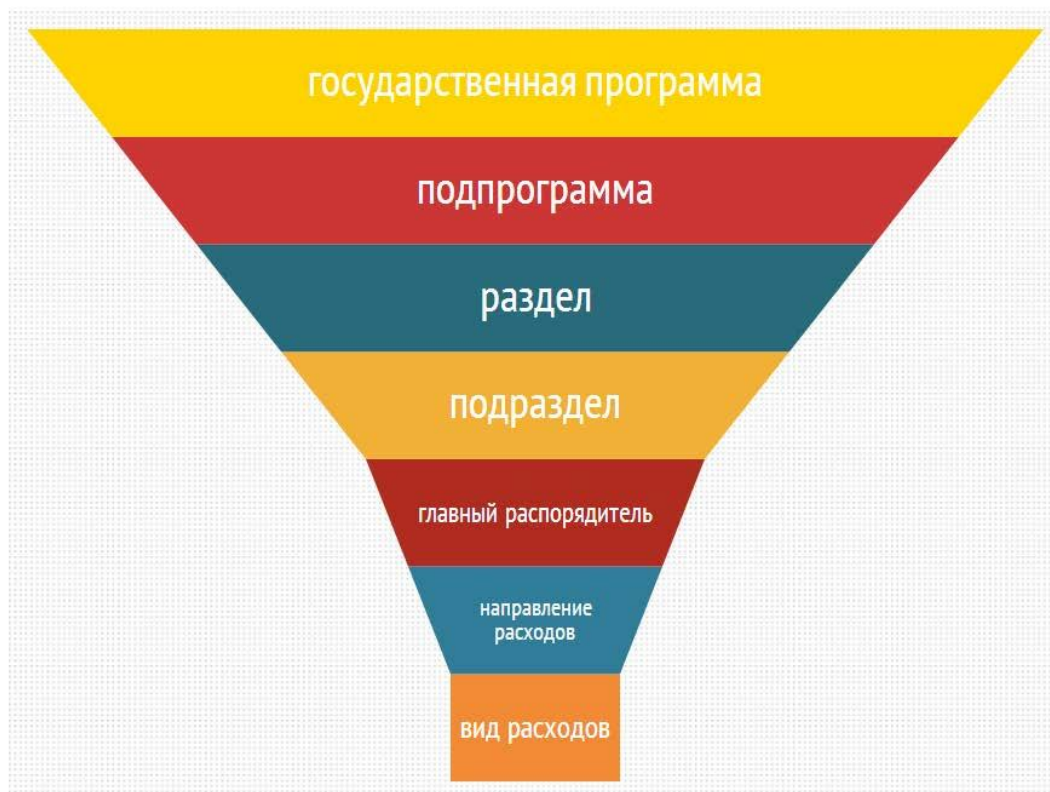 государственная программа
подпрограмма
раздел
подраздел
главный распорядитель
направление
расходов
вид расходов